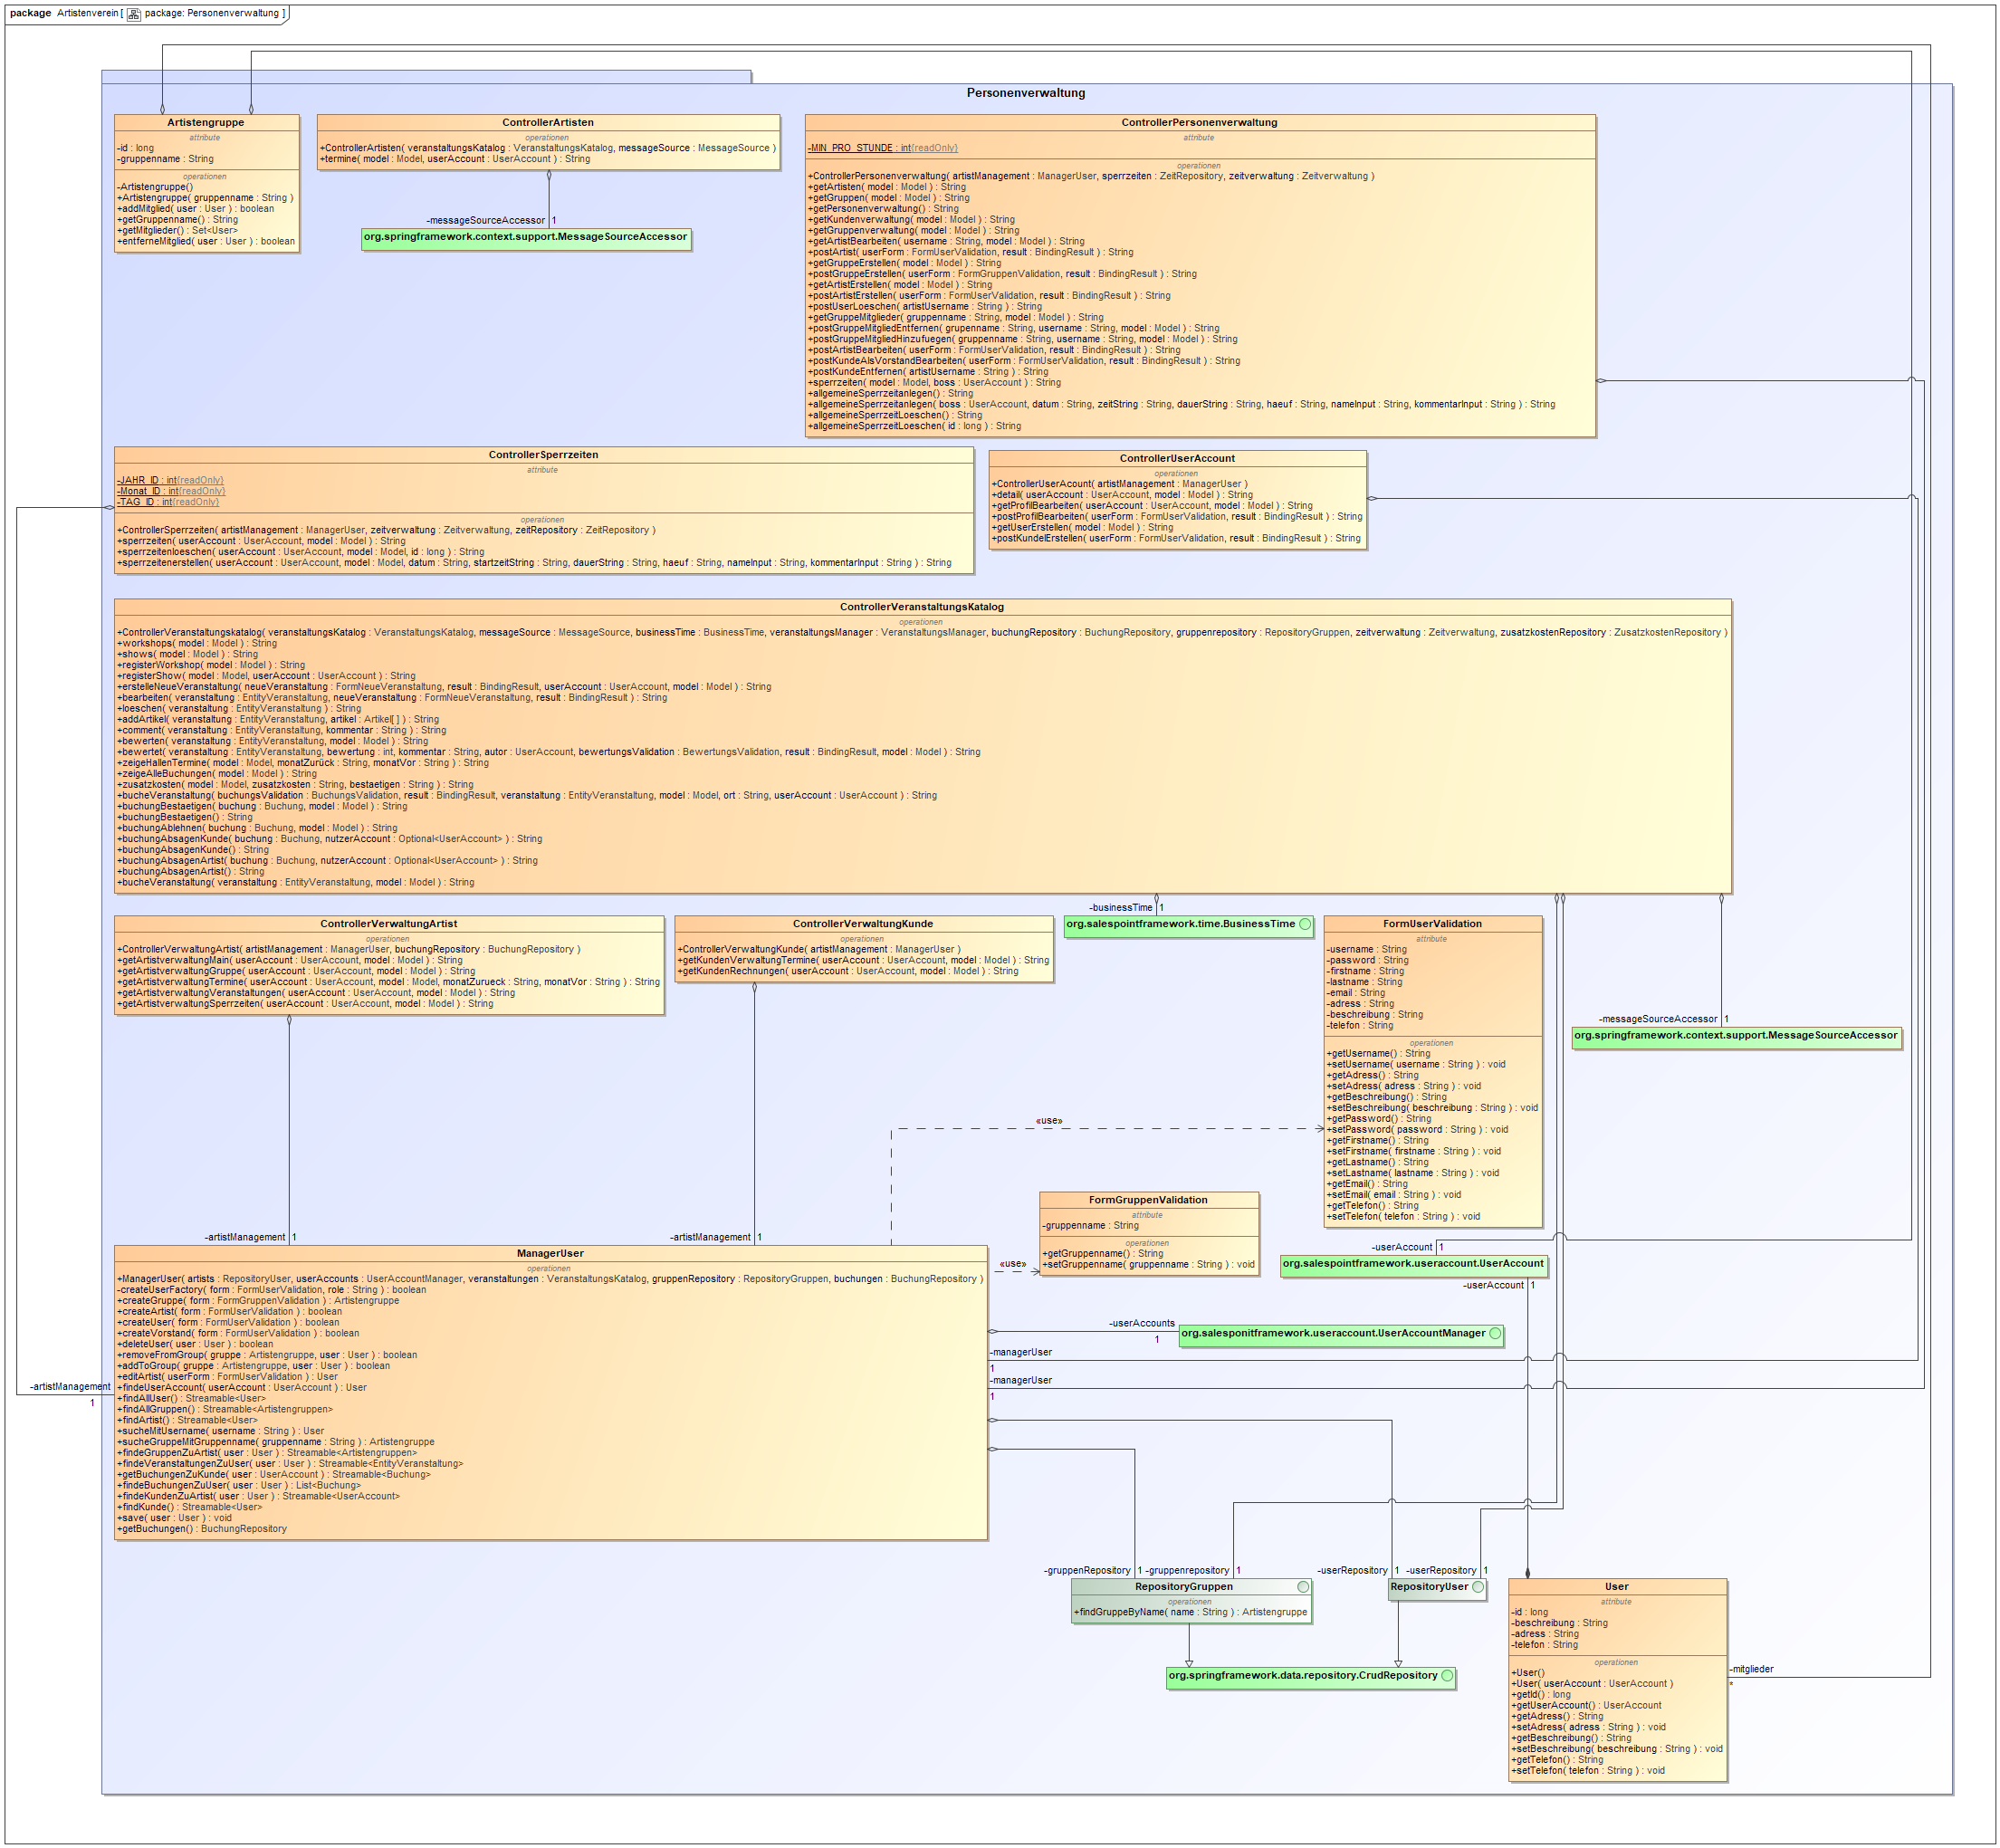 package Artistenverein [ package: Personenverwaltung ]
Personenverwaltung
Artistengruppe
attribute
-id : long
-gruppenname : String
operationen
-Artistengruppe()
+Artistengruppe( gruppenname : String )
+addMitglied( user : User ) : boolean
+getGruppenname() : String
+getMitglieder() : Set<User>
+entferneMitglied( user : User ) : boolean
ControllerArtisten
operationen
+ControllerArtisten( veranstaltungsKatalog : VeranstaltungsKatalog, messageSource : MessageSource )
+termine( model : Model, userAccount : UserAccount ) : String
-messageSourceAccessor 1
org.springframework.context.support.MessageSourceAccessor
ControllerPersonenverwaltung
attribute
-MIN_PRO_STUNDE : int{readOnly}
operationen
+ControllerPersonenverwaltung( artistManagement : ManagerUser, sperrzeiten : ZeitRepository, zeitverwaltung : Zeitverwaltung )
+getArtisten( model : Model ) : String
+getGruppen( model : Model ) : String
+getPersonenverwaltung() : String
+getKundenverwaltung( model : Model ) : String
+getGruppenverwaltung( model : Model ) : String
+getArtistBearbeiten( username : String, model : Model ) : String
+postArtist( userForm : FormUserValidation, result : BindingResult ) : String
+getGruppeErstellen( model : Model ) : String
+postGruppeErstellen( userForm : FormGruppenValidation, result : BindingResult ) : String
+getArtistErstellen( model : Model ) : String
+postArtistErstellen( userForm : FormUserValidation, result : BindingResult ) : String
+postUserLoeschen( artistUsername : String ) : String
+getGruppeMitglieder( gruppenname : String, model : Model ) : String
+postGruppeMitgliedEntfernen( grupenname : String, username : String, model : Model ) : String
+postGruppeMitgliedHinzufuegen( gruppenname : String, username : String, model : Model ) : String
+postArtistBearbeiten( userForm : FormUserValidation, result : BindingResult ) : String
+postKundeAlsVorstandBearbeiten( userForm : FormUserValidation, result : BindingResult ) : String
+postKundeEntfernen( artistUsername : String ) : String
+sperrzeiten( model : Model, boss : UserAccount ) : String
+allgemeineSperrzeitanlegen() : String
+allgemeineSperrzeitanlegen( boss : UserAccount, datum : String, zeitString : String, dauerString : String, haeuf : String, nameInput : String, kommentarInput : String ) : String
+allgemeineSperrzeitLoeschen() : String
+allgemeineSperrzeitLoeschen( id : long ) : String
ControllerSperrzeiten
attribute
-JAHR_ID : int{readOnly}
-Monat_ID : int{readOnly}
-TAG_ID : int{readOnly}
operationen
+ControllerSperrzeiten( artistManagement : ManagerUser, zeitverwaltung : Zeitverwaltung, zeitRepository : ZeitRepository )
+sperrzeiten( userAccount : UserAccount, model : Model ) : String
+sperrzeitenloeschen( userAccount : UserAccount, model : Model, id : long ) : String
+sperrzeitenerstellen( userAccount : UserAccount, model : Model, datum : String, startzeitString : String, dauerString : String, haeuf : String, nameInput : String, kommentarInput : String ) : String
ControllerUserAccount
operationen
+ControllerUserAcount( artistManagement : ManagerUser )
+detail( userAccount : UserAccount, model : Model ) : String
+getProfilBearbeiten( userAccount : UserAccount, model : Model ) : String
+postProfilBearbeiten( userForm : FormUserValidation, result : BindingResult ) : String
+getUserErstellen( model : Model ) : String
+postKundelErstellen( userForm : FormUserValidation, result : BindingResult ) : String
ControllerVeranstaltungsKatalog
operationen
+ControllerVeranstaltungskatalog( veranstaltungsKatalog : VeranstaltungsKatalog, messageSource : MessageSource, businessTime : BusinessTime, veranstaltungsManager : VeranstaltungsManager, buchungRepository : BuchungRepository, gruppenrepository : RepositoryGruppen, zeitverwaltung : Zeitverwaltung, zusatzkostenRepository : ZusatzkostenRepository )
+workshops( model : Model ) : String
+shows( model : Model ) : String
+registerWorkshop( model : Model ) : String
+registerShow( model : Model, userAccount : UserAccount ) : String
+erstelleNeueVeranstaltung( neueVeranstaltung : FormNeueVeranstaltung, result : BindingResult, userAccount : UserAccount, model : Model ) : String
+bearbeiten( veranstaltung : EntityVeranstaltung, neueVeranstaltung : FormNeueVeranstaltung, result : BindingResult ) : String
+loeschen( veranstaltung : EntityVeranstaltung ) : String
+addArtikel( veranstaltung : EntityVeranstaltung, artikel : Artikel[ ] ) : String
+comment( veranstaltung : EntityVeranstaltung, kommentar : String ) : String
+bewerten( veranstaltung : EntityVeranstaltung, model : Model ) : String
+bewertet( veranstaltung : EntityVeranstaltung, bewertung : int, kommentar : String, autor : UserAccount, bewertungsValidation : BewertungsValidation, result : BindingResult, model : Model ) : String
+zeigeHallenTermine( model : Model, monatZurück : String, monatVor : String ) : String
+zeigeAlleBuchungen( model : Model ) : String
+zusatzkosten( model : Model, zusatzkosten : String, bestaetigen : String ) : String
+bucheVeranstaltung( buchungsValidation : BuchungsValidation, result : BindingResult, veranstaltung : EntityVeranstaltung, model : Model, ort : String, userAccount : UserAccount ) : String
+buchungBestaetigen( buchung : Buchung, model : Model ) : String
+buchungBestaetigen() : String
+buchungAblehnen( buchung : Buchung, model : Model ) : String
+buchungAbsagenKunde( buchung : Buchung, nutzerAccount : Optional<UserAccount> ) : String
+buchungAbsagenKunde() : String
+buchungAbsagenArtist( buchung : Buchung, nutzerAccount : Optional<UserAccount> ) : String
+buchungAbsagenArtist() : String
+bucheVeranstaltung( veranstaltung : EntityVeranstaltung, model : Model ) : String
-businessTime 1
org.salespointframework.time.BusinessTime
ControllerVerwaltungArtist
operationen
+ControllerVerwaltungArtist( artistManagement : ManagerUser, buchungRepository : BuchungRepository )
+getArtistverwaltungMain( userAccount : UserAccount, model : Model ) : String
+getArtistverwaltungGruppe( userAccount : UserAccount, model : Model ) : String
+getArtistverwaltungTermine( userAccount : UserAccount, model : Model, monatZurueck : String, monatVor : String ) : String
+getArtistverwaltungVeranstaltungen( userAccount : UserAccount, model : Model ) : String
+getArtistverwaltungSperrzeiten( userAccount : UserAccount, model : Model ) : String
ControllerVerwaltungKunde
operationen
+ControllerVerwaltungKunde( artistManagement : ManagerUser )
+getKundenVerwaltungTermine( userAccount : UserAccount, model : Model ) : String
+getKundenRechnungen( userAccount : UserAccount, model : Model ) : String
FormUserValidation
attribute
-username : String
-password : String
-firstname : String
-lastname : String
-email : String
-adress : String
-beschreibung : String
-telefon : String
operationen
+getUsername() : String
+setUsername( username : String ) : void
+getAdress() : String
+setAdress( adress : String ) : void
+getBeschreibung() : String
+setBeschreibung( beschreibung : String ) : void
+getPassword() : String
+setPassword( password : String ) : void
+getFirstname() : String
+setFirstname( firstname : String ) : void
+getLastname() : String
+setLastname( lastname : String ) : void
+getEmail() : String
+setEmail( email : String ) : void
+getTelefon() : String
+setTelefon( telefon : String ) : void
-messageSourceAccessor 1
org.springframework.context.support.MessageSourceAccessor
«use»
FormGruppenValidation
attribute
-gruppenname : String
operationen
+getGruppenname() : String
+setGruppenname( gruppenname : String ) : void
«use»
-artistManagement 1
-artistManagement 1
-artistManagement
1
ManagerUser
operationen
+ManagerUser( artists : RepositoryUser, userAccounts : UserAccountManager, veranstaltungen : VeranstaltungsKatalog, gruppenRepository : RepositoryGruppen, buchungen : BuchungRepository )
-createUserFactory( form : FormUserValidation, role : String ) : boolean
+createGruppe( form : FormGruppenValidation ) : Artistengruppe
+createArtist( form : FormUserValidation ) : boolean
+createUser( form : FormUserValidation ) : boolean
+createVorstand( form : FormUserValidation ) : boolean
+deleteUser( user : User ) : boolean
+removeFromGroup( gruppe : Artistengruppe, user : User ) : boolean
+addToGroup( gruppe : Artistengruppe, user : User ) : boolean
+editArtist( userForm : FormUserValidation ) : User
+findeUserAccount( userAccount : UserAccount ) : User
+findAllUser() : Streamable<User>
+findAllGruppen() : Streamable<Artistengruppen>
+findArtist() : Streamable<User>
+sucheMitUsername( username : String ) : User
+sucheGruppeMitGruppenname( gruppenname : String ) : Artistengruppe
+findeGruppenZuArtist( user : User ) : Streamable<Artistengruppen>
+findeVeranstaltungenZuUser( user : User ) : Streamable<EntityVeranstaltung>
+getBuchungenZuKunde( user : UserAccount ) : Streamable<Buchung>
+findeBuchungenZuUser( user : User ) : List<Buchung>
+findeKundenZuArtist( user : User ) : Streamable<UserAccount>
+findKunde() : Streamable<User>
+save( user : User ) : void
+getBuchungen() : BuchungRepository
-userAccount 1
org.salespointframework.useraccount.UserAccount
-userAccount 1
-userAccounts
1
org.salesponitframework.useraccount.UserAccountManager
-managerUser
1
-managerUser
1
-gruppenRepository 1
-gruppenrepository 1
-userRepository 1
-userRepository 1
RepositoryGruppen
operationen
+findGruppeByName( name : String ) : Artistengruppe
RepositoryUser
org.springframework.data.repository.CrudRepository
User
attribute
-id : long
-beschreibung : String
-adress : String
-telefon : String
operationen
+User()
+User( userAccount : UserAccount )
+getId() : long
+getUserAccount() : UserAccount
+getAdress() : String
+setAdress( adress : String ) : void
+getBeschreibung() : String
+setBeschreibung( beschreibung : String ) : void
+getTelefon() : String
+setTelefon( telefon : String ) : void
-mitglieder
*